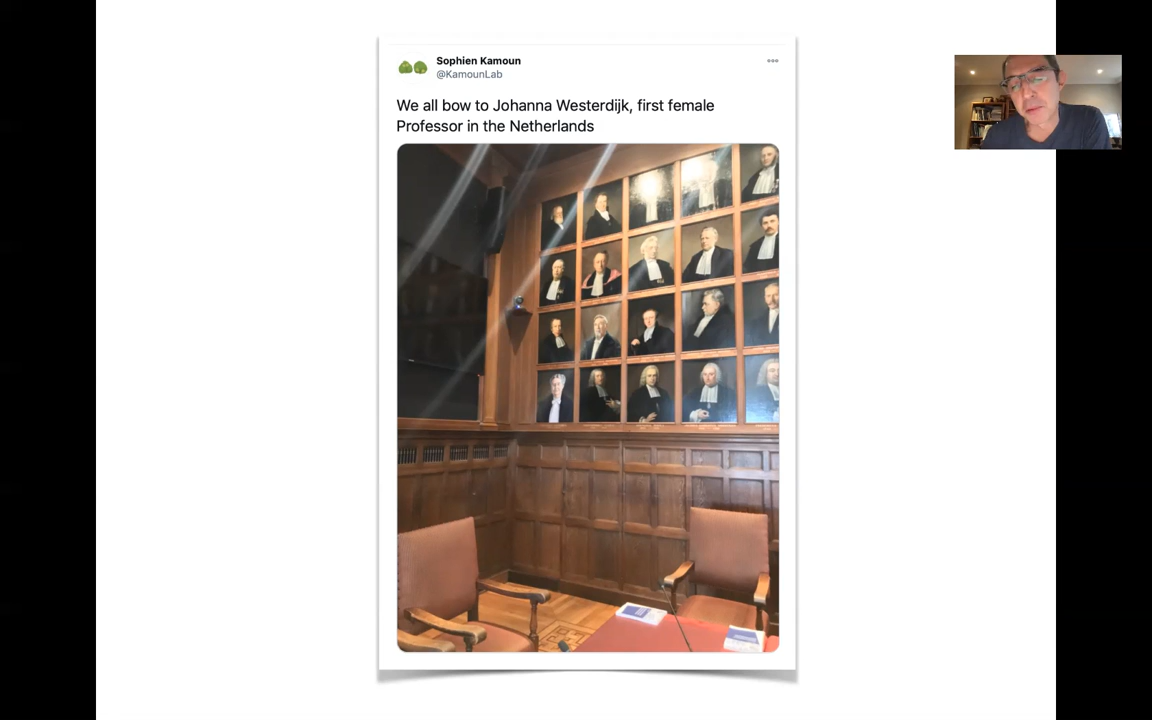 Sophien Kamoun
@KamounLab
We all bow to Johanna Westerdijk, first female
Professor in the Netherlands